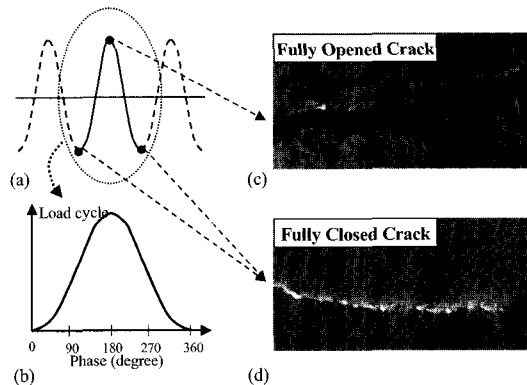 Fully Opened Crack
(a)
(c)
Load cycle
Fully Closed Crack
0 90 180 270 360
Phase (degree)
(b)
(d)